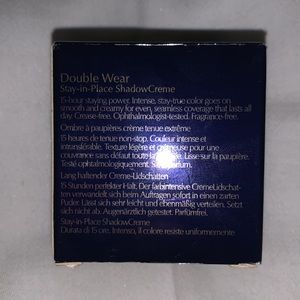 Double Wear
Stay-in-Place ShadowCreme
15-hour staying power. Intense, stay-true color goes on
smooth and creamy for even, seamless coverage that lasts all
day. Crease-free. Ophthalmologist-tested. Fragrance-free.
Ombre à paupières crème tenue extrême
15 heures de tenue non-stop. Couleur intense et
intransférable. Texture légère et crémeuse pour une
couvrance sans défaut toute la Lisse sur la paupière.
Testé ophtalmologiquement.
Lang haftender Creme-Lidschatten
15 Stunden perfekter Halt. Der farbintensive Creme-Lidschat-
ten verwandelt sich beim Auftragen sofort in einen zarten
Puder. Lässt sich sehr leicht und ebenmäßig verteilen. Setzt
sich nicht ab. Augenärztlich getestet. Parfümfrei.
Stay-in-Place ShadowCreme
Durata di 15 ore. Intenso, il colore resiste uniformemente